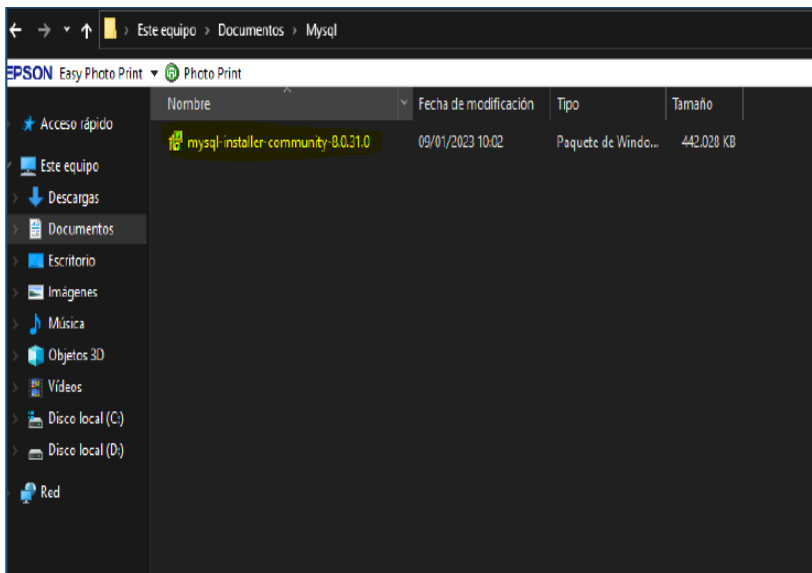 Este equipo > Documentos > Mysql
EPSON Easy Photo Print Photo Print
Nombre Fecha de modificación Tipo Tamaño
Acceso rápido
mysql-installer-community-8.0.31.0 09/01/2023 10:02 Paquete de Windo... 442.028 KB
Este equipo
Descargas
Documentos
Escritorio
Imágenes
Música
Objetos 3D
Vídeos
Disco local (C:)
Disco local (D:)
Red